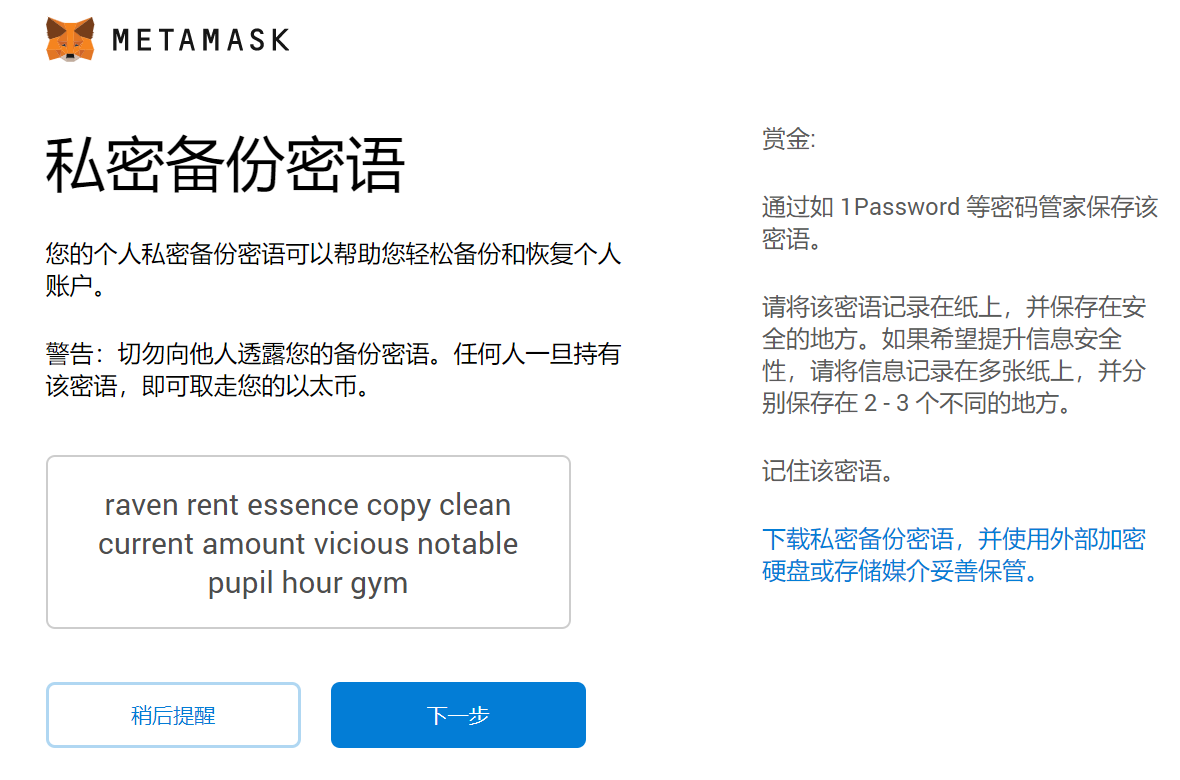 METAMASK
私密备份密语
您的个人私密备份密语可以帮助您轻松备份和恢复个人
账户。
警告：切勿向他人透露您的备份密语。任何人一旦持有
该密语，即可取走您的以太币。
raven rent essence copy clean
current amount vicious notable
pupil hour gym
稍后提醒
下一步
赏金:
通过如 1Password 等密码管家保存该
密语。
请将该密语记录在纸上，并保存在安
全的地方。如果希望提升信息安全
性，请将信息记录在多张纸上，并分
别保存在 2 - 3 个不同的地方。
记住该密语。
下载私密备份密语，并使用外部加密
硬盘或存储媒介妥善保管。